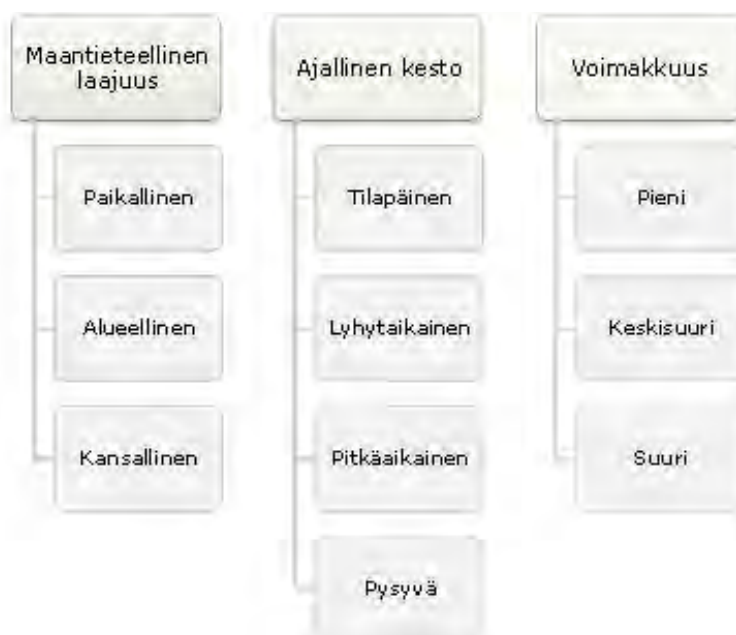 Maantieteellinen
laajuus
Paikallinen
Alueellinen
Kansallinen
Ajallinen kesto
Tilapäinen
Lyhytaikainen
Pitkäaikainen
Pysyvä
Voimakkuus
Pieni
Keskisuuri
Suuri